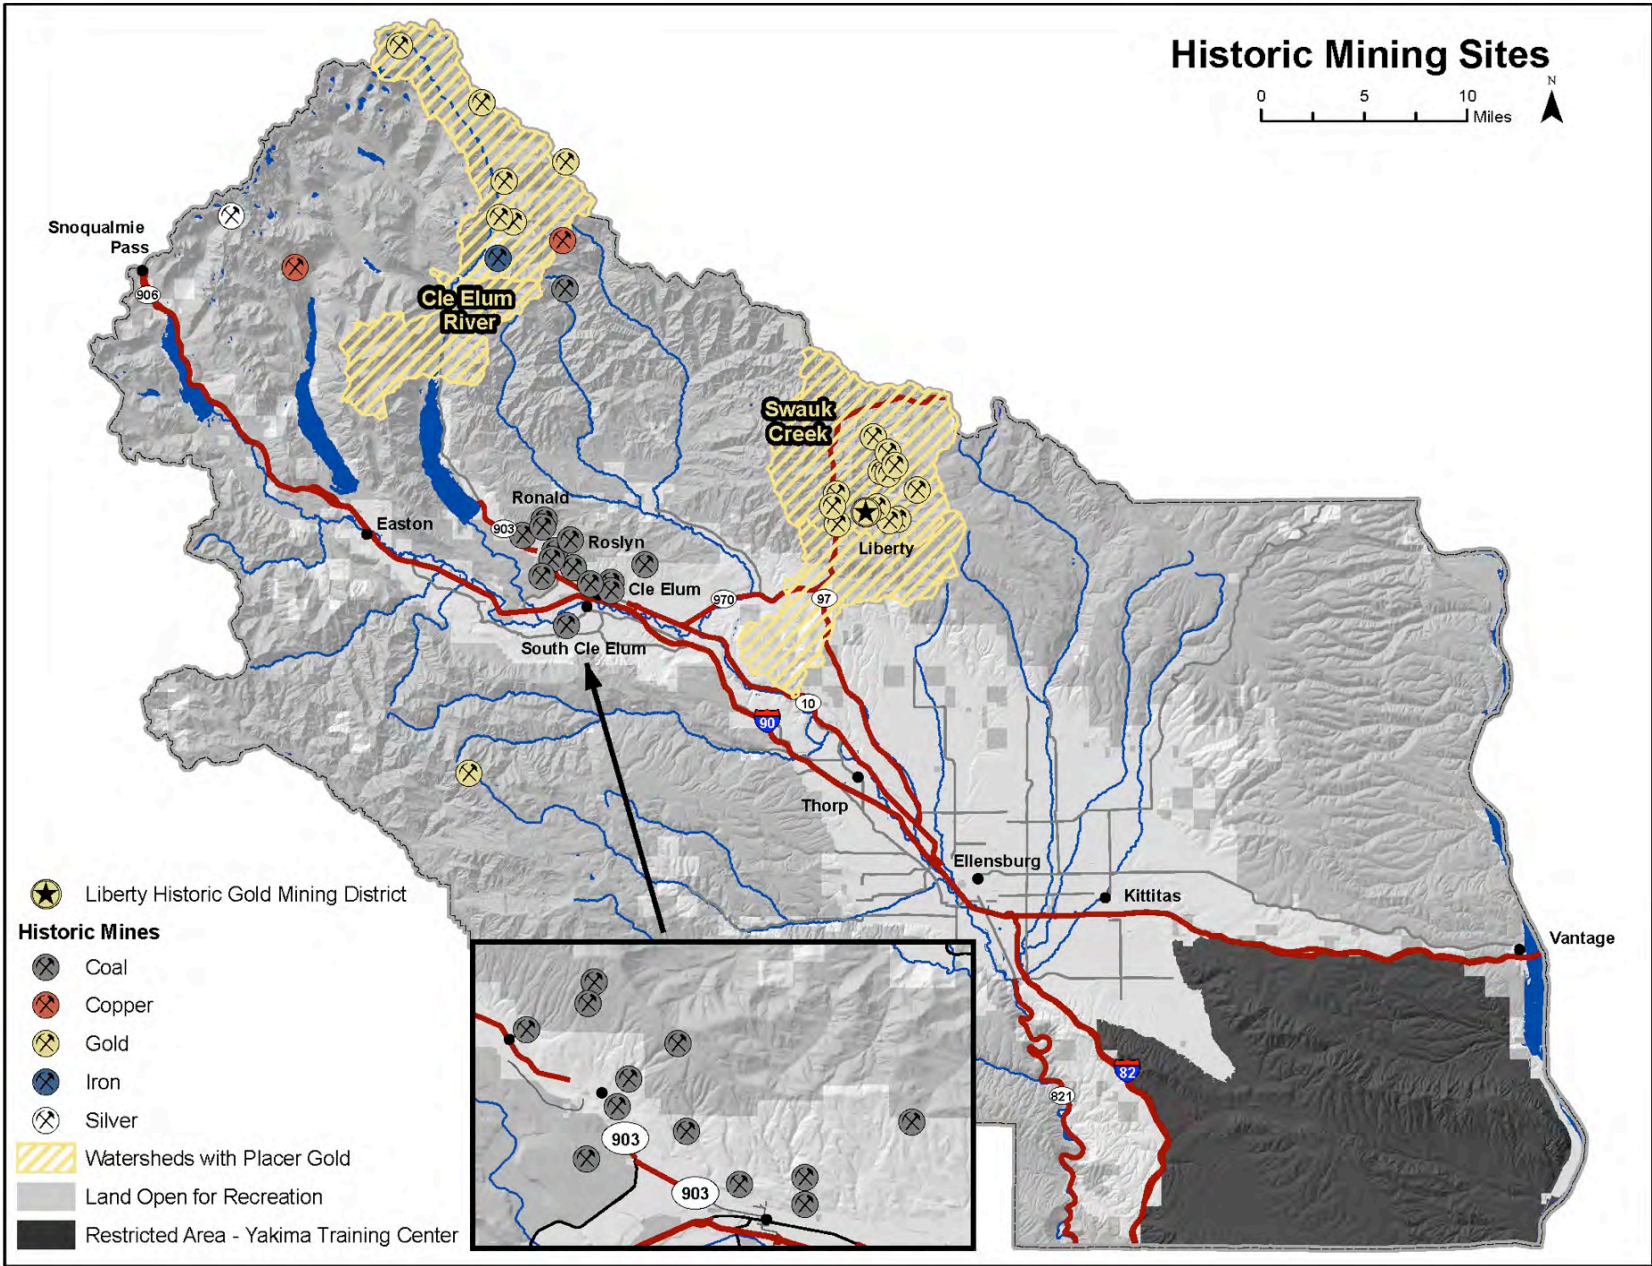 Historic Mining Sites
N
0 5 10
Miles
Snoqualmie
Pass
906
Cle Elum
River
Swauk
Creek
Ronald
903
Easton
Roslyn
Liberty
Cle Elum
970
97
South Cle Elum
10
90
Thorp
Ellensburg
Kittitas
Vantage
82
821
903
903
Liberty Historic Gold Mining District
Historic Mines
Coal
Copper
Gold
Iron
Silver
Watersheds with Placer Gold
Land Open for Recreation
Restricted Area - Yakima Training Center